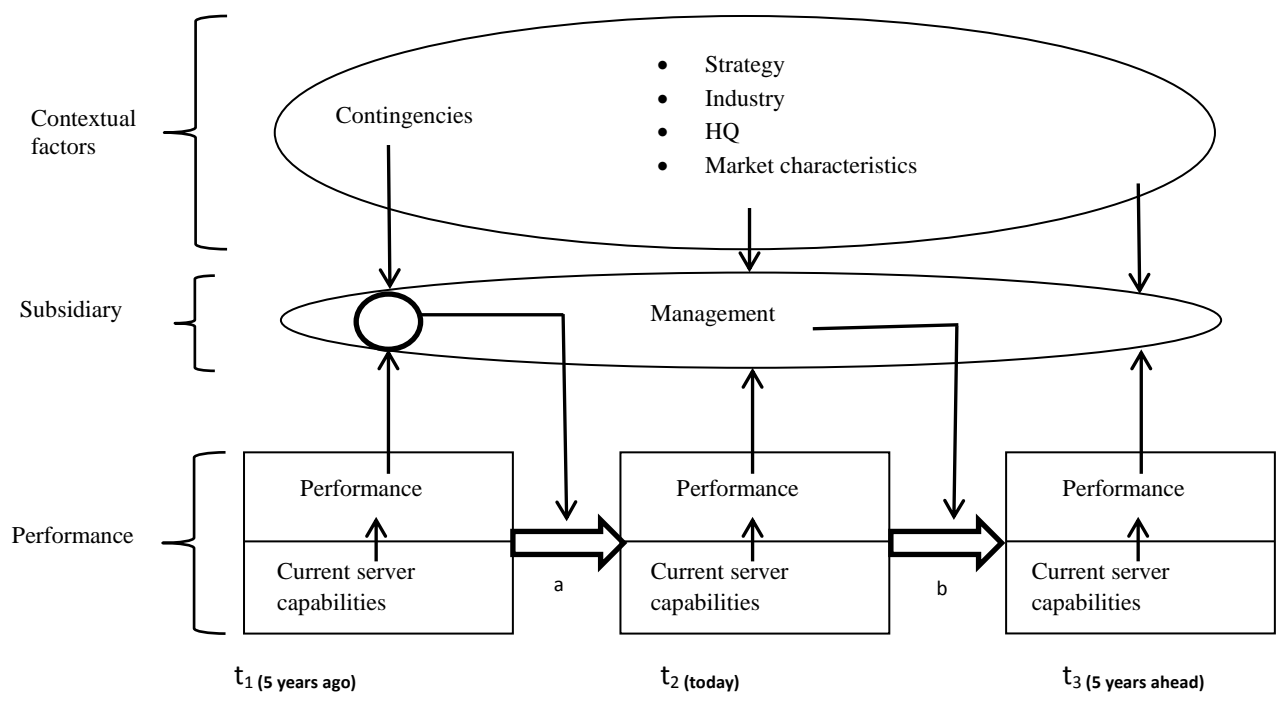 Contextual
factors
Contingencies
• Strategy
• Industry
• HQ
• Market characteristics
Subsidiary
Management
Performance
Performance
Current server
capabilities
a
Performance
Current server
capabilities
b
Performance
Current server
capabilities
t1 (5 years ago)
t2 (today)
t3 (5 years ahead)